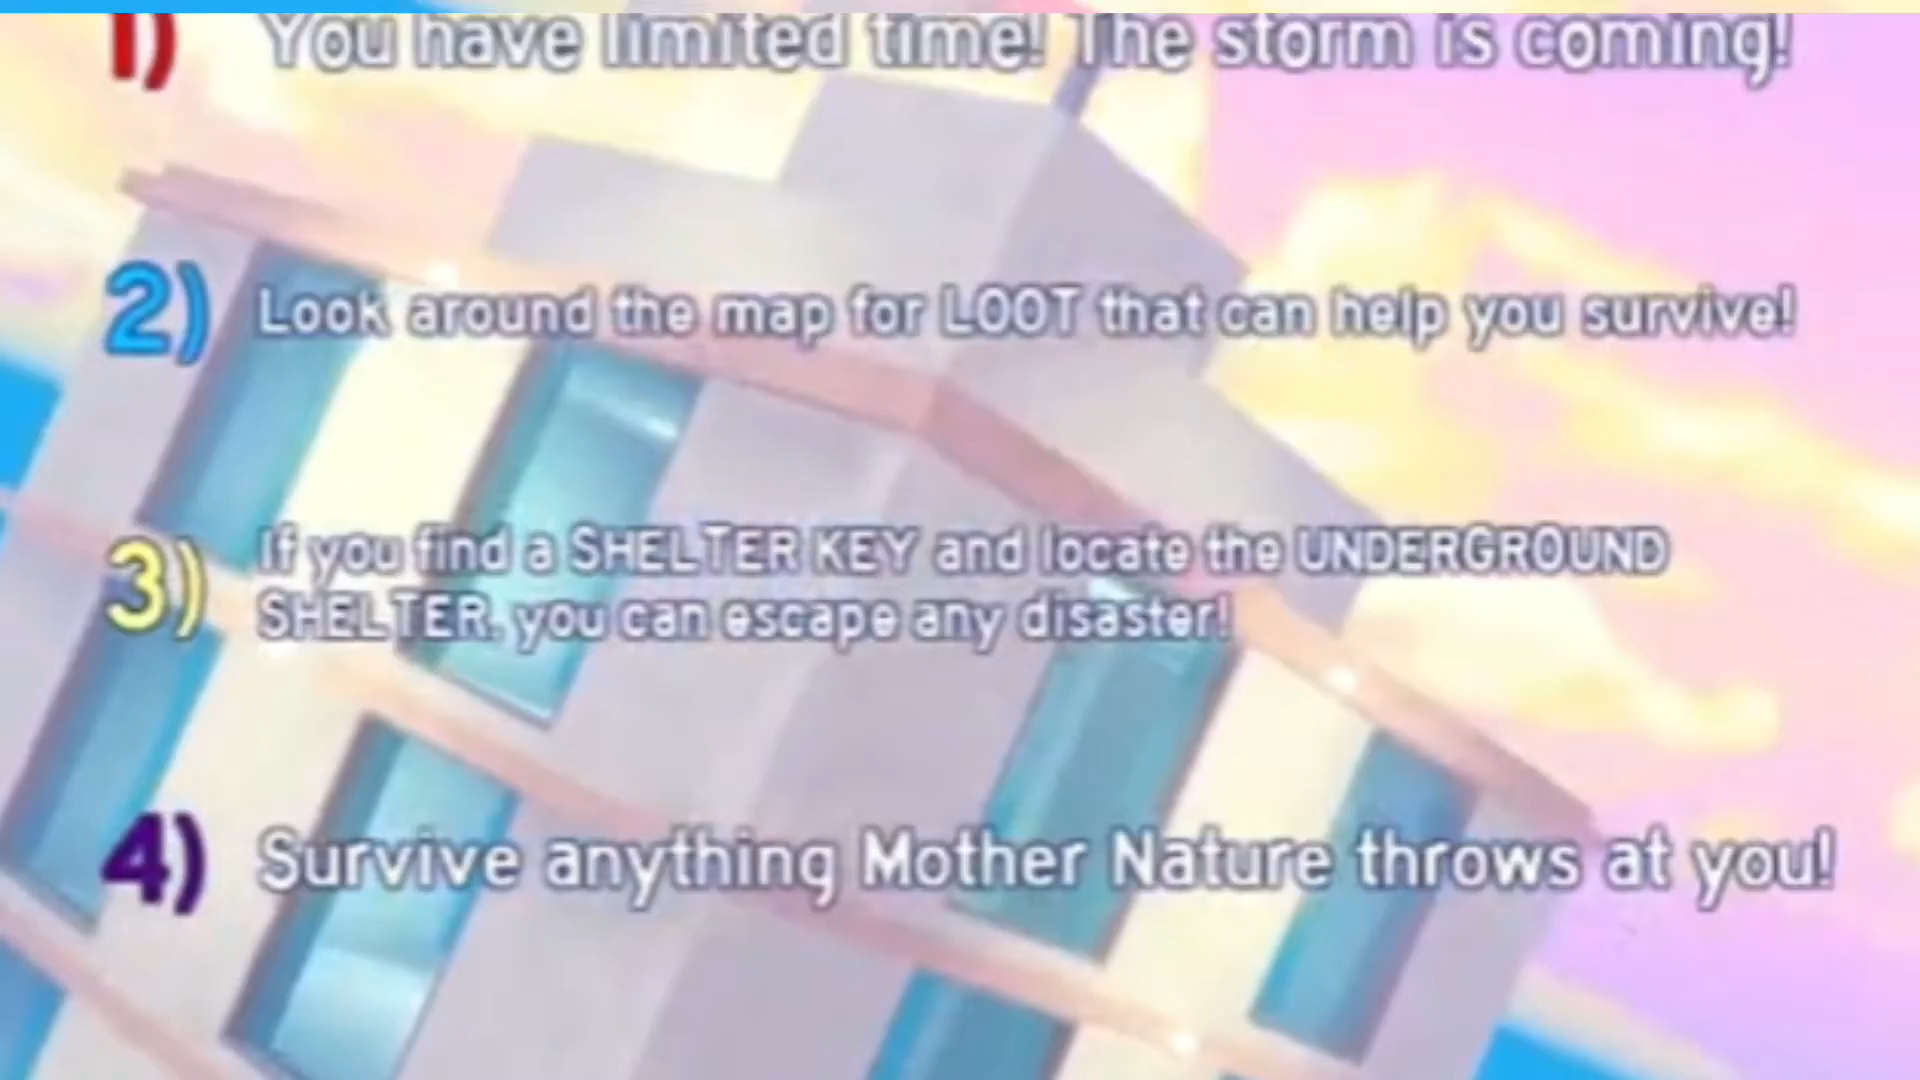 1) You have limited time! The storm is coming!
2) Look around the map for LOOT that can help you survive!
3) If you find a SHELTER KEY and locate the UNDERGROUND
SHELTER, you can escape any disaster!
4) Survive anything Mother Nature throws at you!